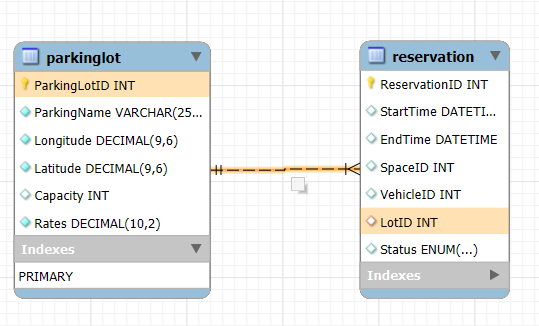 parkinglot
ParkingLotID INT
ParkingName VARCHAR(25...
Longitude DECIMAL(9,6)
Latitude DECIMAL(9,6)
Capacity INT
Rates DECIMAL(10,2)
Indexes
PRIMARY
reservation
ReservationID INT
StartTime DATETI...
EndTime DATETIME
SpaceID INT
VehicleID INT
LotID INT
Status ENUM(...)
Indexes